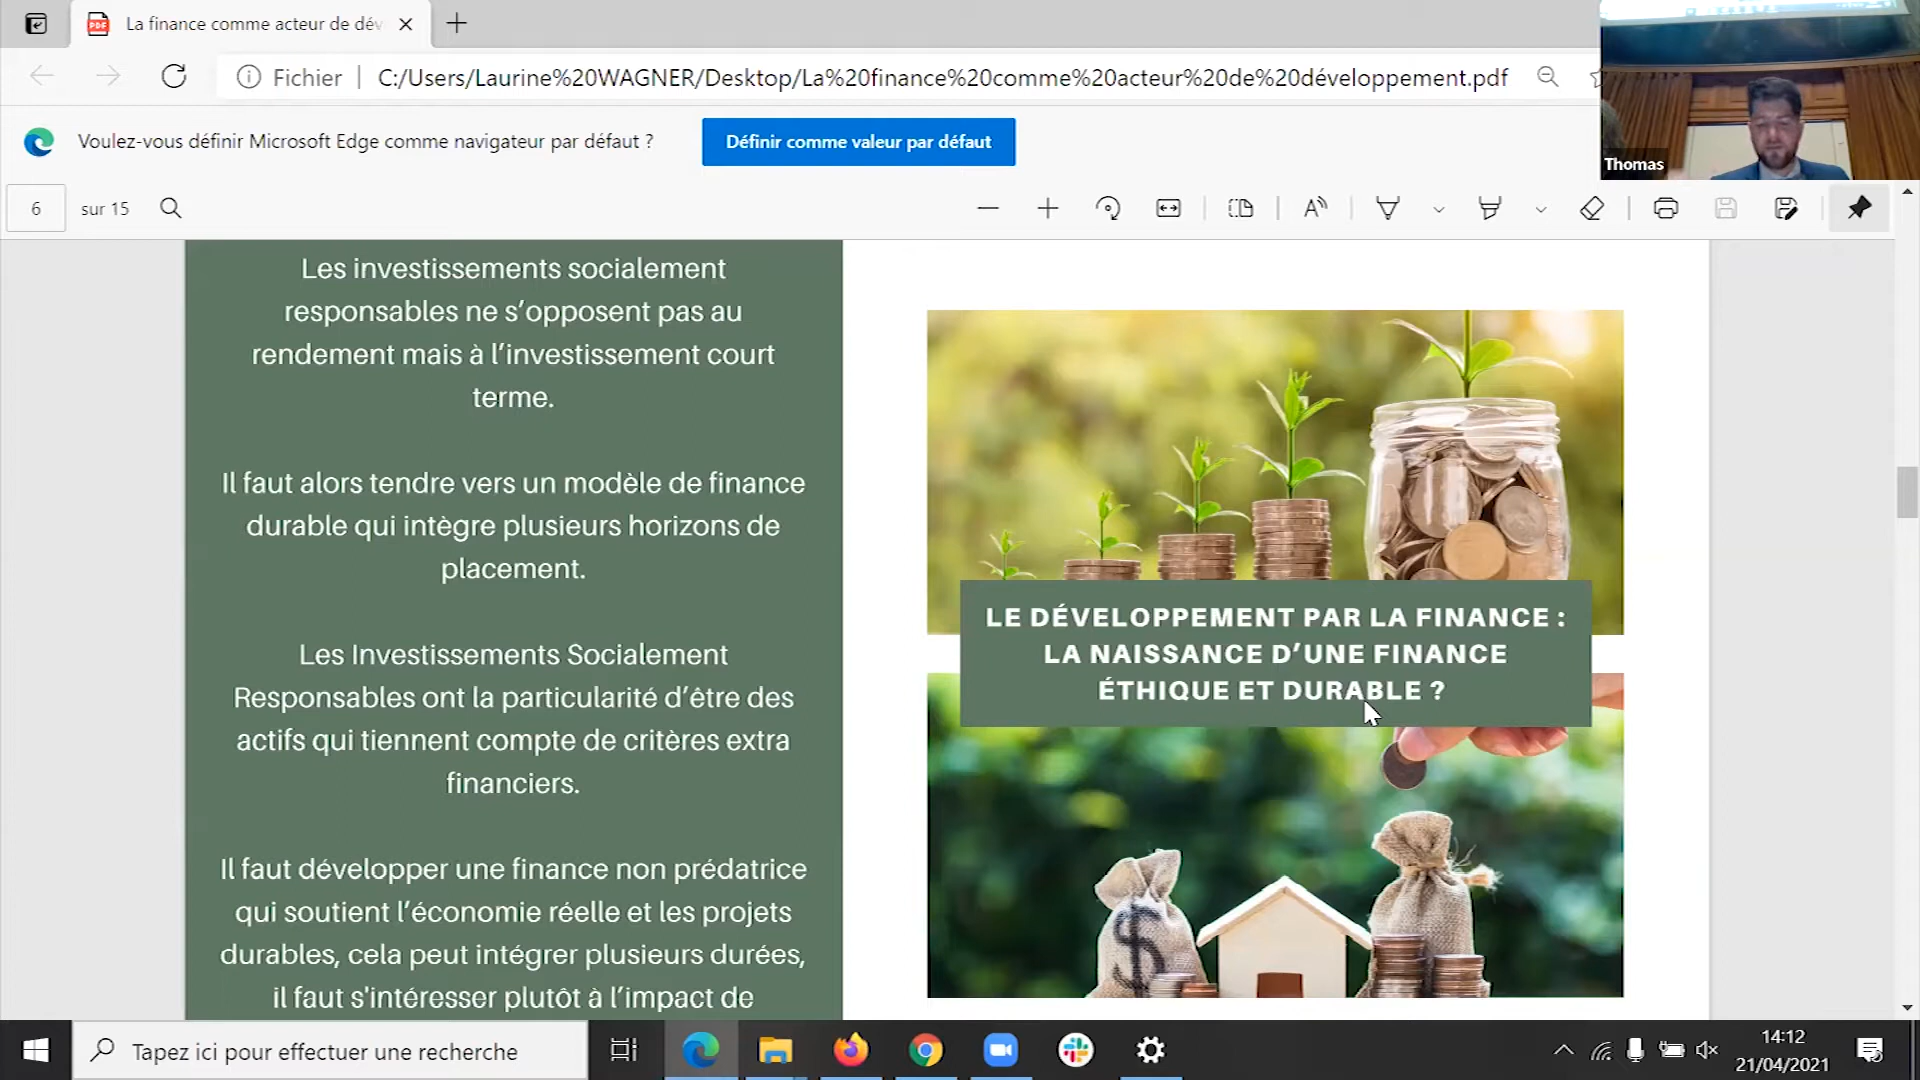 La finance comme acteur de dév
Fichier
C:/Users/Laurine%20WAGNER/Desktop/La%20finance%20comme%20acteur%20de%20développement.pdf
Voulez-vous définir Microsoft Edge comme navigateur par défaut ?
Définir comme valeur par défaut
Thomas
6 sur 15
Les investissements socialement
responsables ne s’opposent pas au
rendement mais à l’investissement court
terme.
Il faut alors tendre vers un modèle de finance
durable qui intègre plusieurs horizons de
placement.
Les Investissements Socialement
Responsables ont la particularité d’être des
actifs qui tiennent compte de critères extra
financiers.
Il faut développer une finance non prédatrice
qui soutient l’économie réelle et les projets
durables, cela peut intégrer plusieurs durées,
il faut s'intéresser plutôt à l’impact de
LE DÉVELOPPEMENT PAR LA FINANCE :
LA NAISSANCE D’UNE FINANCE
ÉTHIQUE ET DURABLE ?
$
Tapez ici pour effectuer une recherche
14:12
21/04/2021